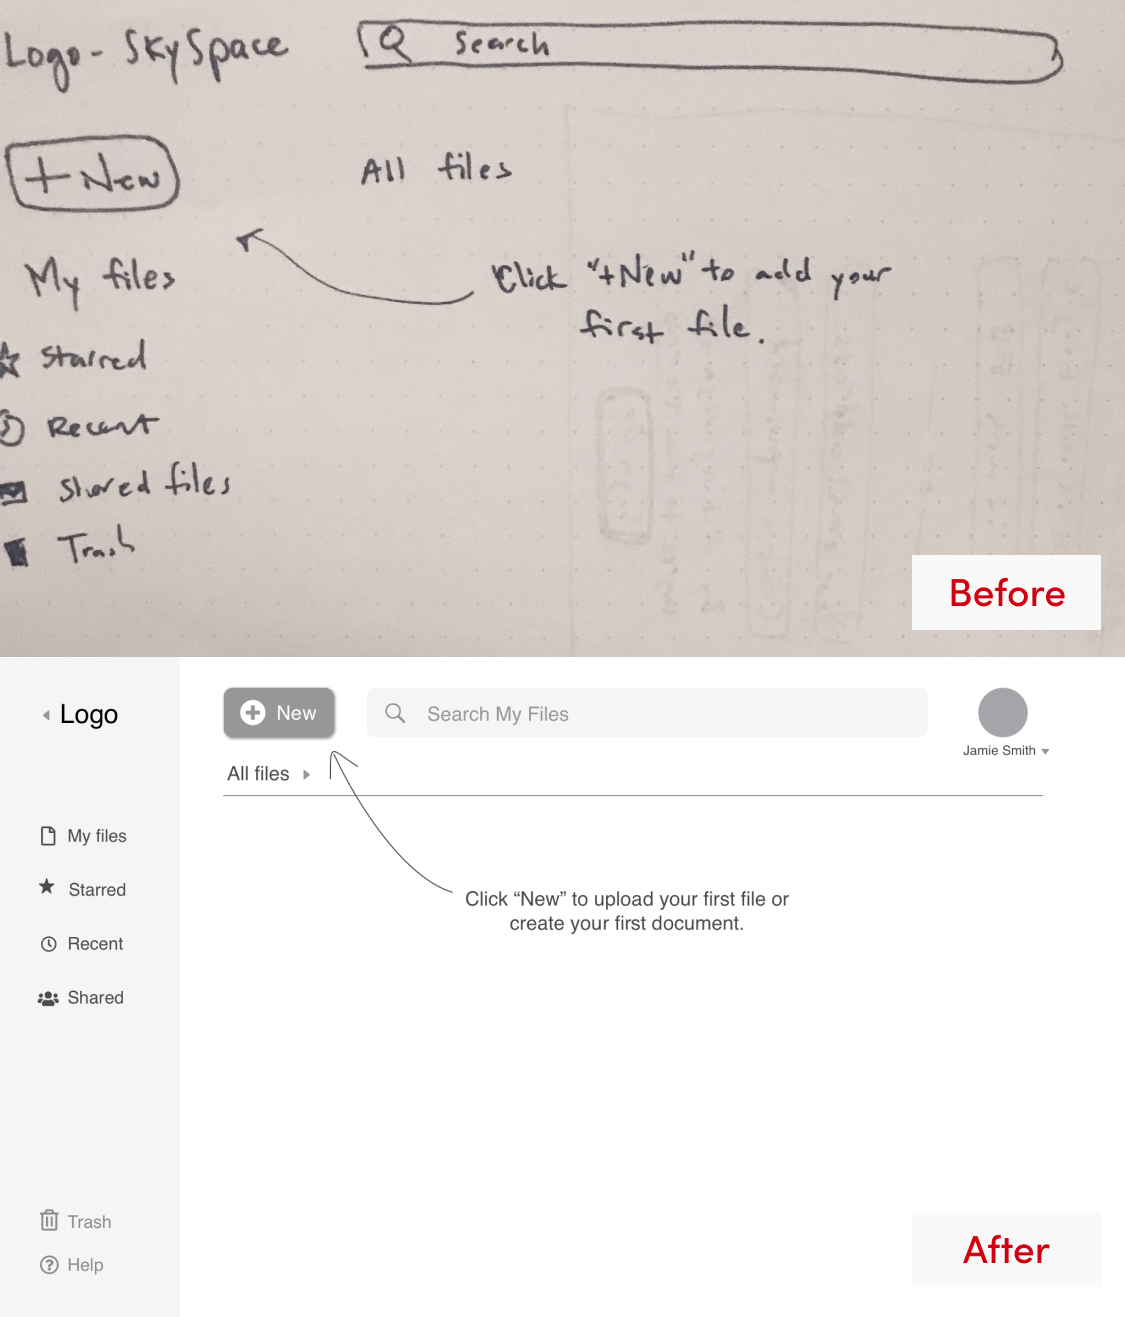 Logo - SkySpace
Search
+ New
All files
My files
Click "+New" to add your
first file.
Starred
Recent
Shared files
Trash
Before
Logo
New
Search My Files
Jamie Smith
All files
My files
Starred
Recent
Shared
Click “New” to upload your first file or
create your first document.
Trash
Help
After